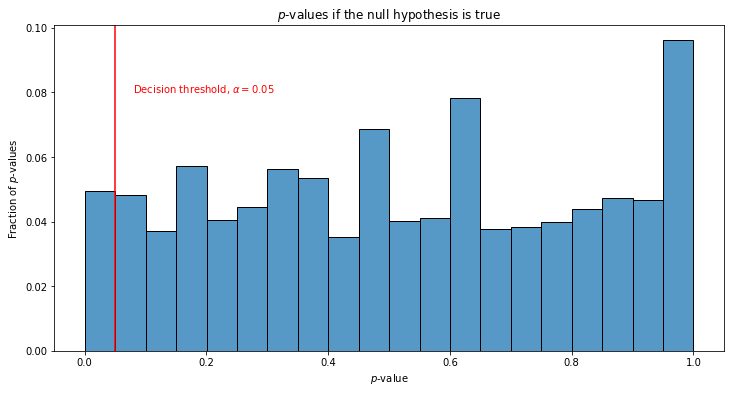 p-values if the null hypothesis is true
0.10
Decision threshold, α = 0.05
0.08
0.06
Fraction of p-values
0.04
0.02
0.00
0.0 0.2 0.4 0.6 0.8 1.0
p-value